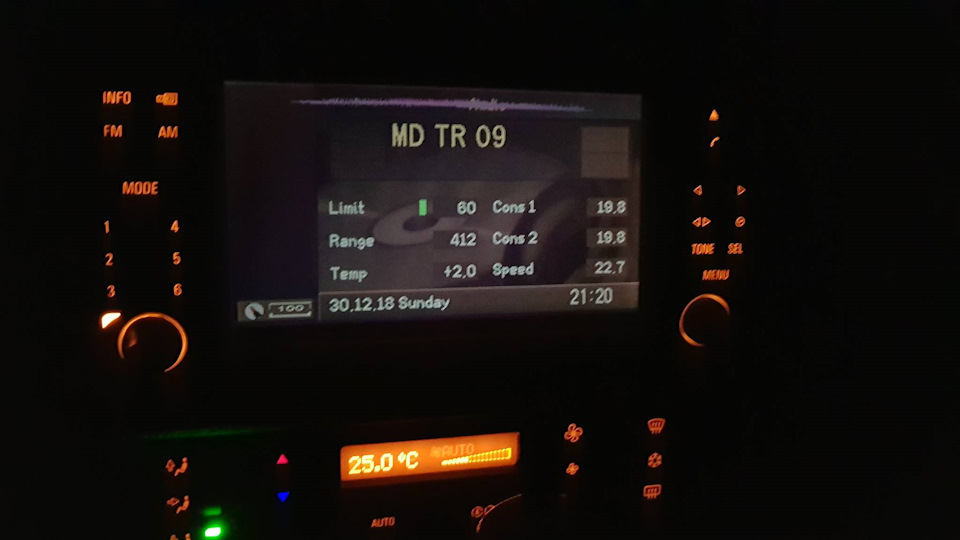 INFO
FM AM
MODE
1 4
2 5
3 6
Audio
MD TR 09
Limit 60 Cons 1 19,8
Range 412 Cons 2 19,8
Temp +2,0 Speed 22,7
100 30.12.18 Sunday 21:20
TONE SEL
MENU
25.0 °C AUTO
AUTO